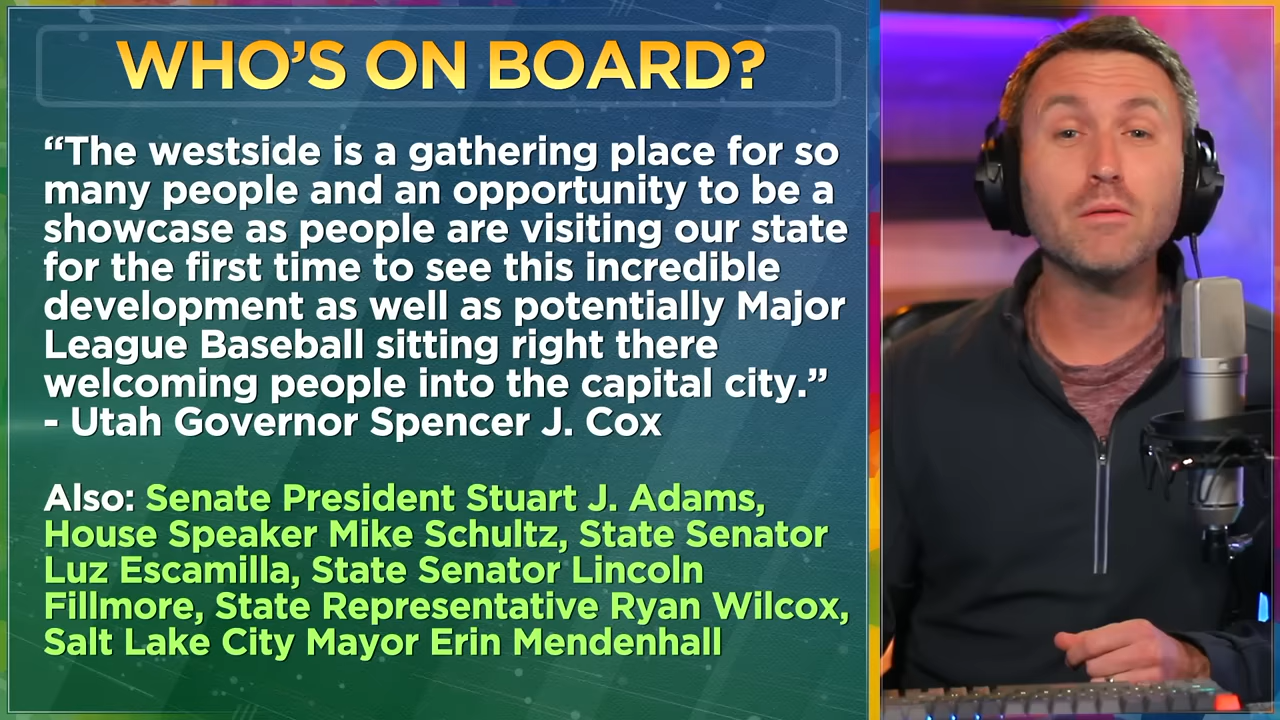 WHO’S ON BOARD?
“The westside is a gathering place for so
many people and an opportunity to be a
showcase as people are visiting our state
for the first time to see this incredible
development as well as potentially Major
League Baseball sitting right there
welcoming people into the capital city.”
- Utah Governor Spencer J. Cox
Also: Senate President Stuart J. Adams,
House Speaker Mike Schultz, State Senator
Luz Escamilla, State Senator Lincoln
Fillmore, State Representative Ryan Wilcox,
Salt Lake City Mayor Erin Mendenhall